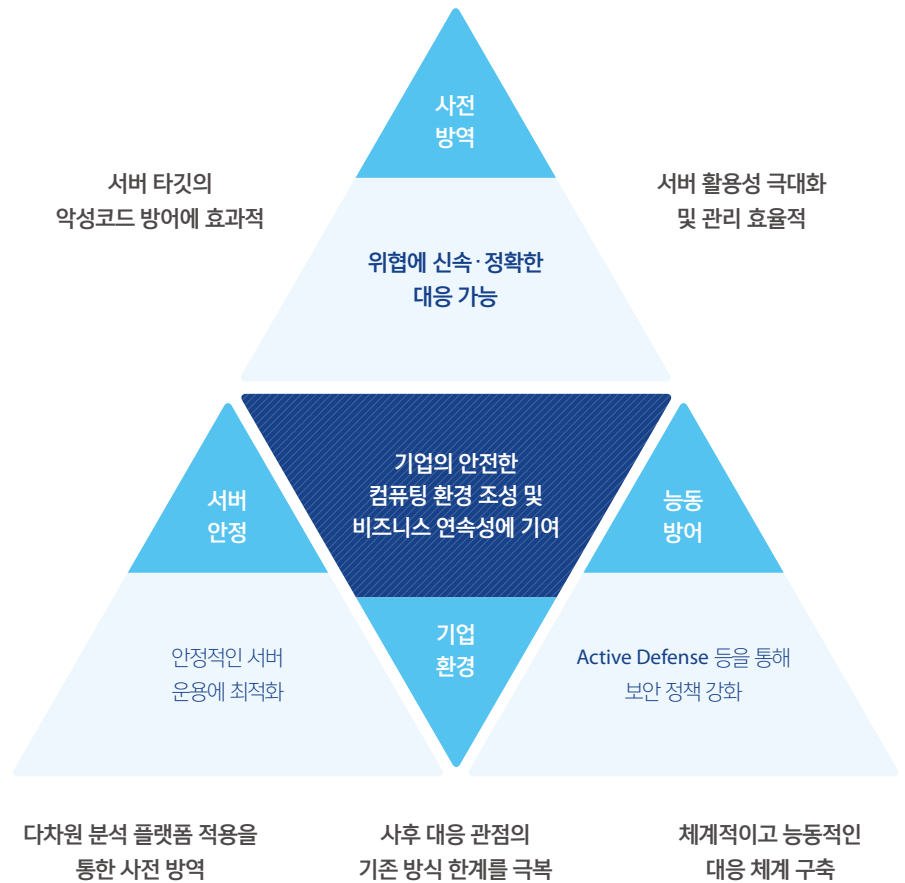 사전
방역
서버 타깃의
악성코드 방어에 효과적
서버 활용성 극대화
및 관리 효율적
위협에 신속·정확한
대응 가능
기업의 안전한
컴퓨팅 환경 조성 및
비즈니스 연속성에 기여
서버
안정
능동
방어
기업
환경
안정적인 서버
운용에 최적화
Active Defense 등을 통해
보안 정책 강화
다차원 분석 플랫폼 적용을
통한 사전 방역
사후 대응 관점의
기존 방식 한계를 극복
체계적이고 능동적인
대응 체계 구축